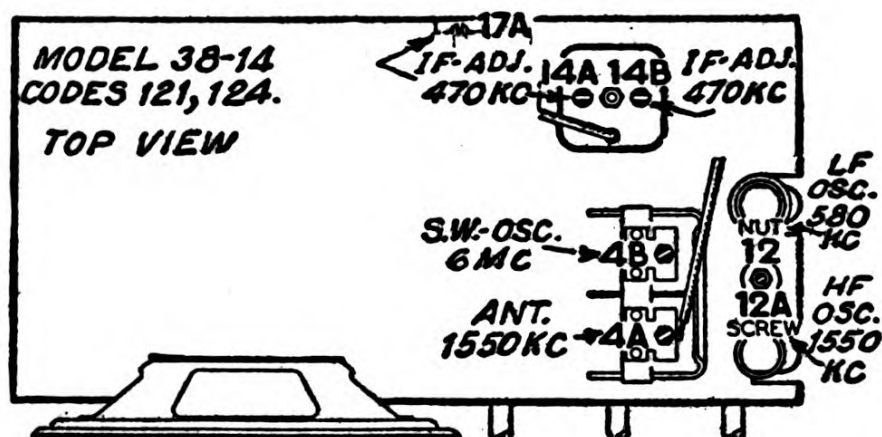 MODEL 38-14
CODES 121, 124.
TOP VIEW
17A
IF-ADJ.
470KC
14A 14B
IF-ADJ.
470KC
S.W.-OSC.
6MC
4B
ANT.
1550KC
4A
LF
OSC.
580
KC
NUT
12
12A
SCREW
HF
OSC.
1550
KC